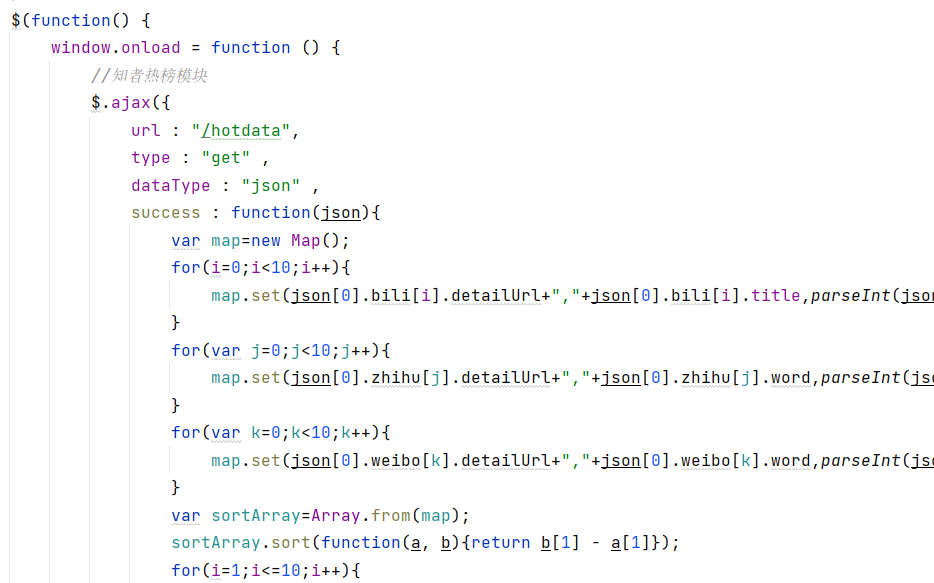 $(function() {
window.onload = function () {
//知者热榜模块
$.ajax({
url : "/hotdata",
type : "get" ,
dataType : "json" ,
success : function(json){
var map=new Map();
for(i=0;i<10;i++){
map.set(json[0].bili[i].detailUrl+","+json[0].bili[i].title,parseInt(json
}
for(var j=0;j<10;j++){
map.set(json[0].zhihu[j].detailUrl+","+json[0].zhihu[j].word,parseInt(js
}
for(var k=0;k<10;k++){
map.set(json[0].weibo[k].detailUrl+","+json[0].weibo[k].word,parseInt(js
}
var sortArray=Array.from(map);
sortArray.sort(function(a, b){return b[1] - a[1]});
for(i=1;i<=10;i++){